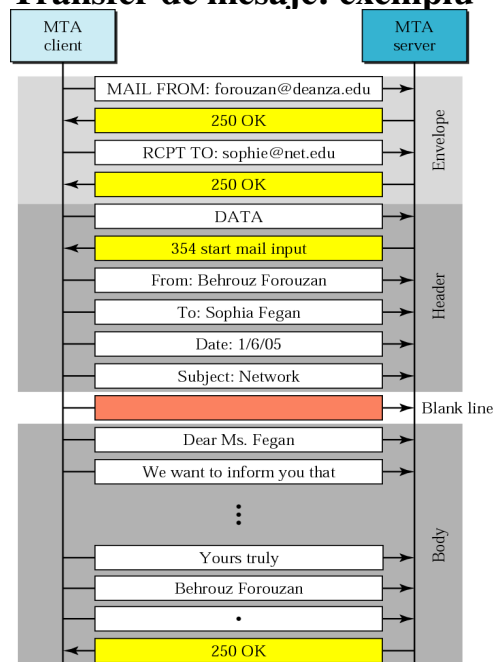 Transfer de mesaje: exemplu
MTA
client
MTA
server
MAIL FROM: forouzan@deanza.edu
250 OK
RCPT TO: sophie@net.edu
250 OK
Envelope
DATA
354 start mail input
From: Behrouz Forouzan
To: Sophia Fegan
Date: 1/6/05
Subject: Network
Header
Blank line
Dear Ms. Fegan
We want to inform you that
⋮
Yours truly
Behrouz Forouzan
•
250 OK
Body